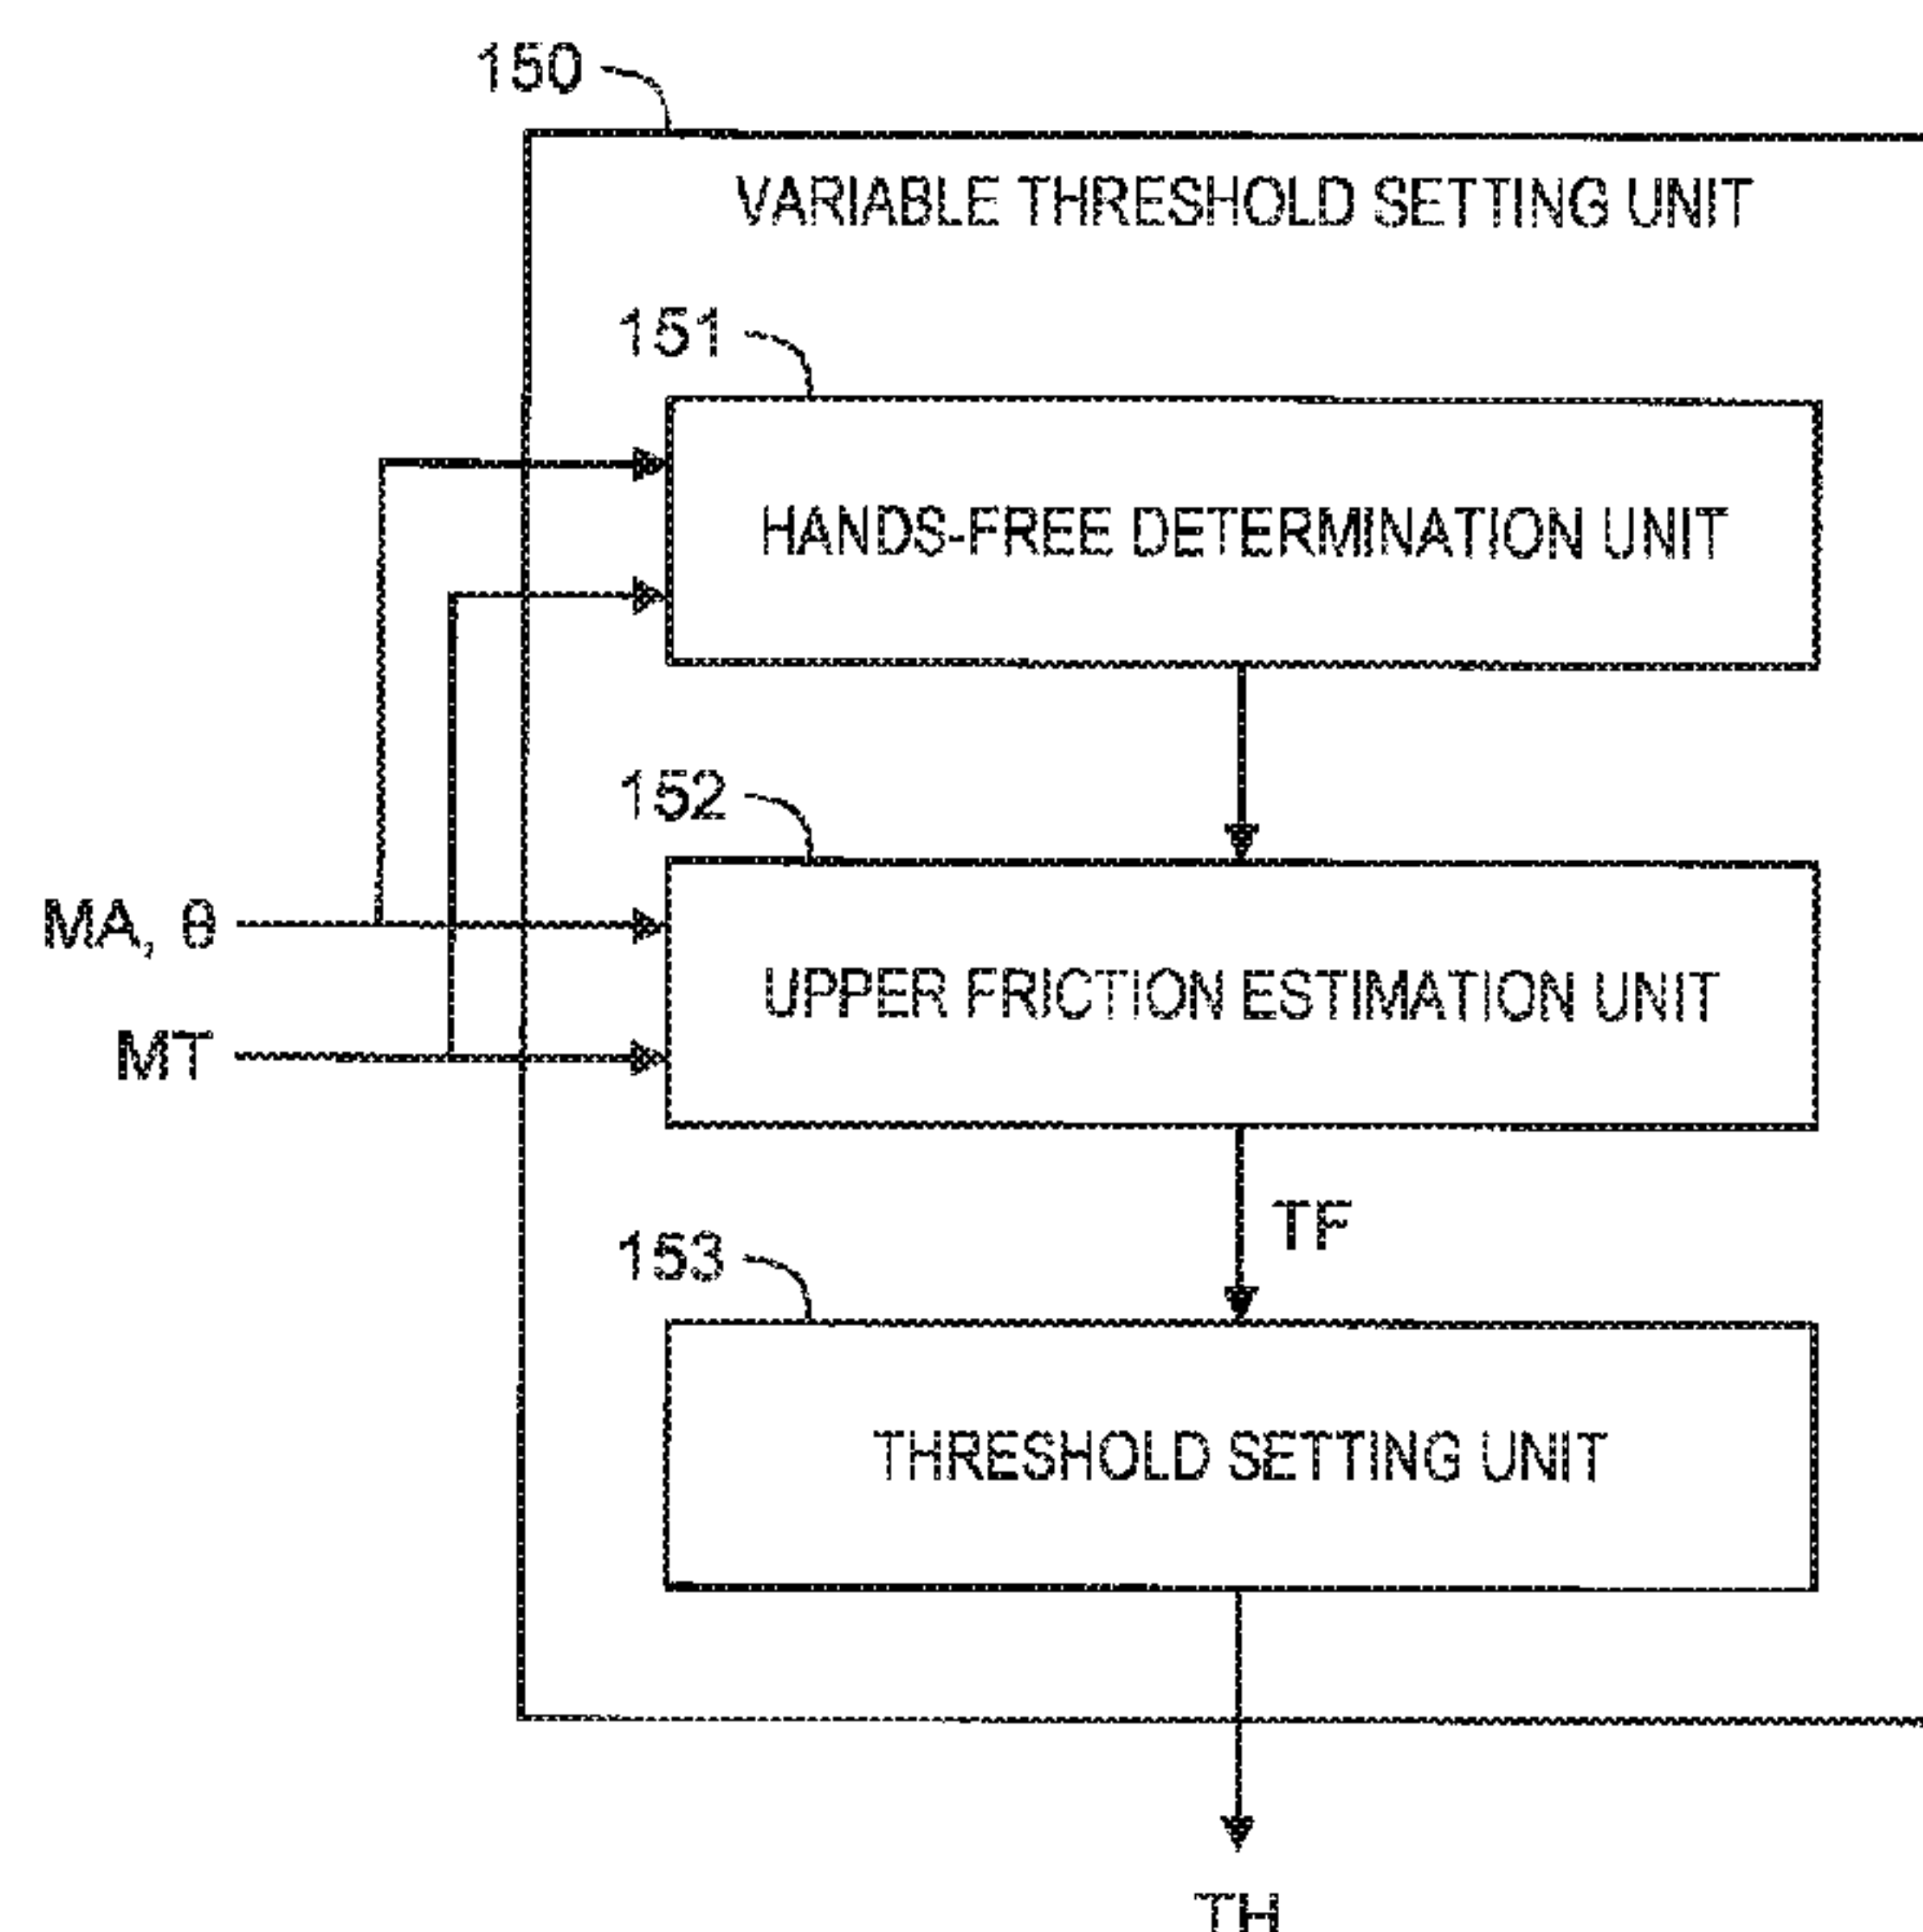 150
VARIABLE THRESHOLD SETTING UNIT
151
HANDS-FREE DETERMINATION UNIT
152
MA, θ
UPPER FRICTION ESTIMATION UNIT
MT
TF
153
THRESHOLD SETTING UNIT
TH